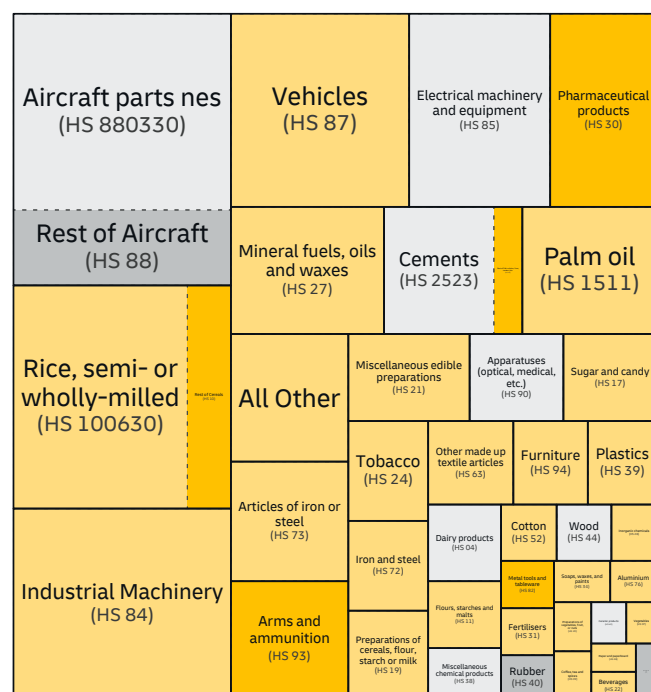 Aircraft parts nes
(HS 880330)
Rest of Aircraft
(HS 88)
Rice, semi- or
wholly-milled
(HS 100630)
Rest of Cereals
(HS 10)
Industrial Machinery
(HS 84)
Vehicles
(HS 87)
Electrical machinery
and equipment
(HS 85)
Pharmaceutical
products
(HS 30)
Mineral fuels, oils
and waxes
(HS 27)
Cements
(HS 2523)
Palm oil
(HS 1511)
All Other
Articles of iron or
steel
(HS 73)
Arms and
ammunition
(HS 93)
Miscellaneous edible
preparations
(HS 21)
Apparatuses
(optical, medical,
etc.)
(HS 90)
Sugar and candy
(HS 17)
Tobacco
(HS 24)
Iron and steel
(HS 72)
Preparations of
cereals, flour,
starch or milk
(HS 19)
Other made up
textile articles
(HS 63)
Furniture
(HS 94)
Plastics
(HS 39)
Dairy products
(HS 04)
Flours, starches and
malts
(HS 11)
Miscellaneous
chemical products
(HS 38)
Cotton
(HS 52)
Wood
(HS 44)
Inorganic chemicals
Metal tools and
tableware
(HS 82)
Soaps, waxes, and
paints
Aluminium
(HS 76)
Fertilisers
(HS 31)
Rubber
(HS 40)
Beverages
(HS 22)